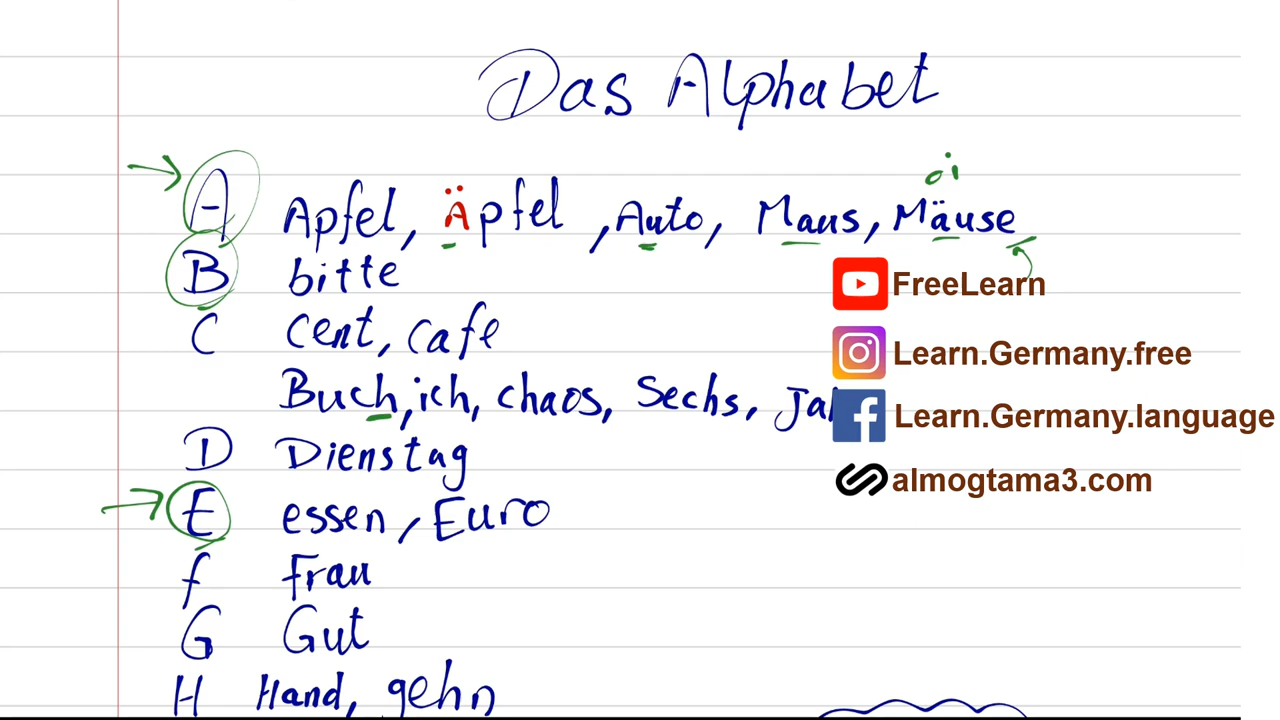 Das Alphabet
oi
A Apfel, Äpfel, Auto, Maus, Mäuse
B bitte
C Cent, Cafe
Buch, ich, chaos, Sechs,
D Dienstag
E essen, Euro
f Frau
G Gut
H Hand, gehn
FreeLearn
Learn.Germany.free
Learn.Germany.language
almogtama3.com